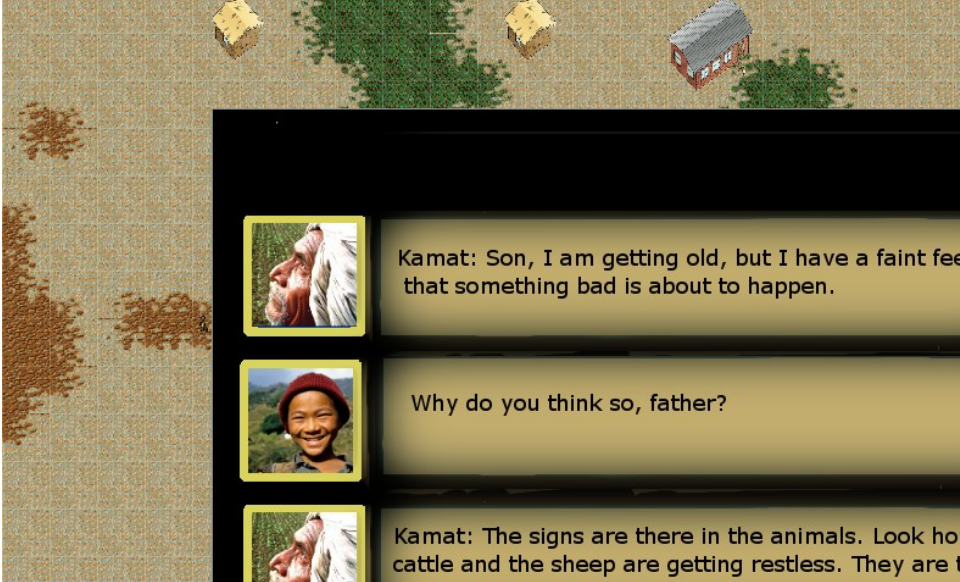 Kamat: Son, I am getting old, but I have a faint
that something bad is about to happen.
Why do you think so, father?
Kamat: The signs are there in the animals. Look
cattle and the sheep are getting restless. They are